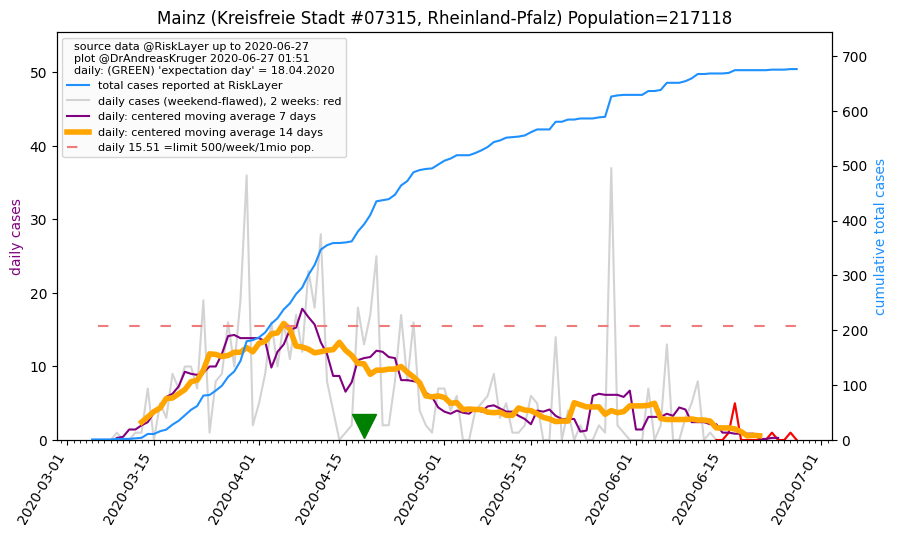 Mainz (Kreisfreie Stadt #07315, Rheinland-Pfalz) Population=217118
source data @RiskLayer up to 2020-06-27
plot @DrAndreasKruger 2020-06-27 01:51
daily: (GREEN) 'expectation day' = 18.04.2020
total cases reported at RiskLayer
daily cases (weekend-flawed), 2 weeks: red
daily: centered moving average 7 days
daily: centered moving average 14 days
daily 15.51 =limit 500/week/1mio pop.
daily cases
50
40
30
20
10
0
cumulative total cases
700
600
500
400
300
200
100
0
2020-03-01
2020-03-15
2020-04-01
2020-04-15
2020-05-01
2020-05-15
2020-06-01
2020-06-15
2020-07-01